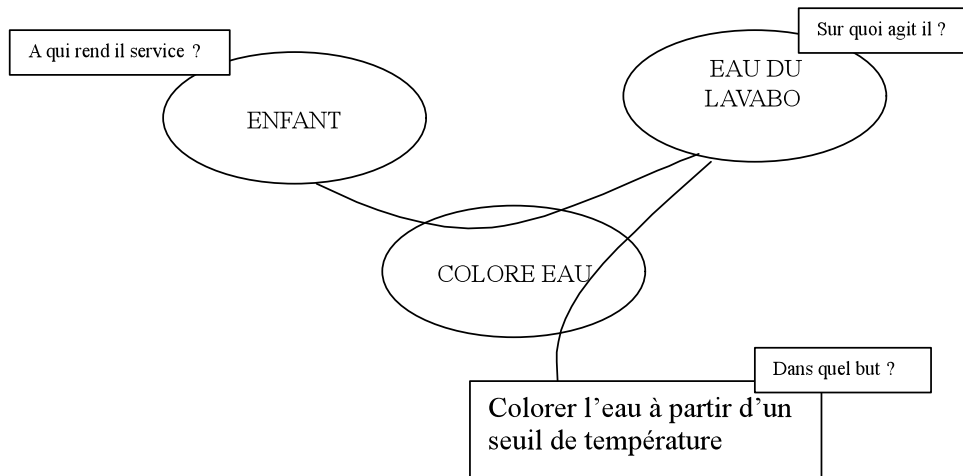 A qui rend il service ?
Sur quoi agit il ?
ENFANT
EAU DU
LAVABO
COLORE EAU
Dans quel but ?
Colorer l’eau à partir d’un
seuil de température